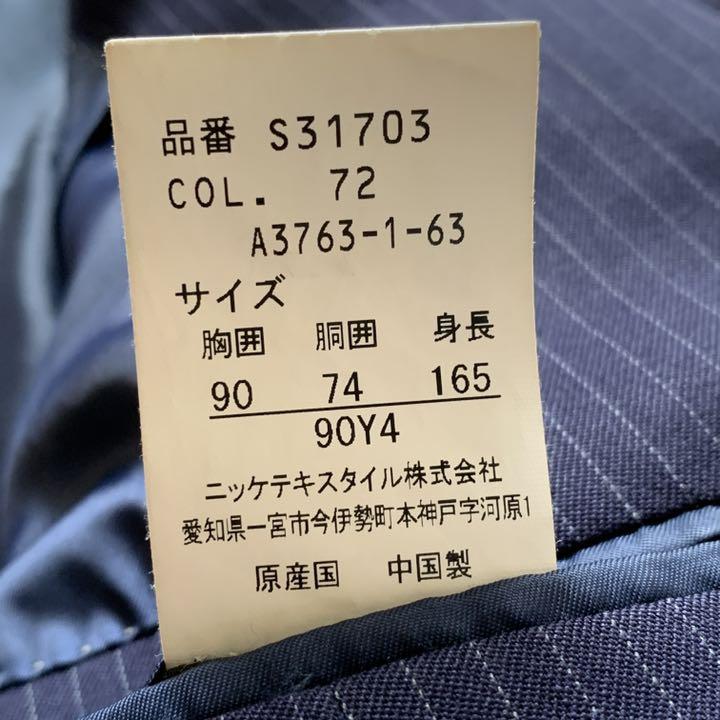 品番 S31703
COL. 72
A3763-1-63
サイズ
胸囲 胴囲 身長
90 74 165
90Y4
ニッケテキスタイル株式会社
愛知県一宮市今伊勢町本神戸字河原1
原産国 中国製